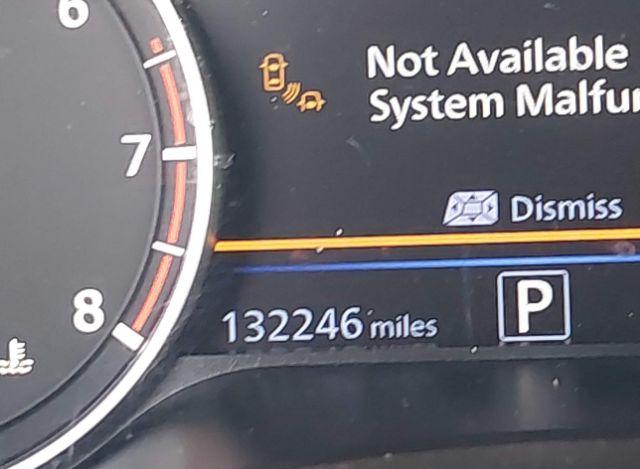 6
Not Available
System
7
Dismiss
8
132246 miles
P